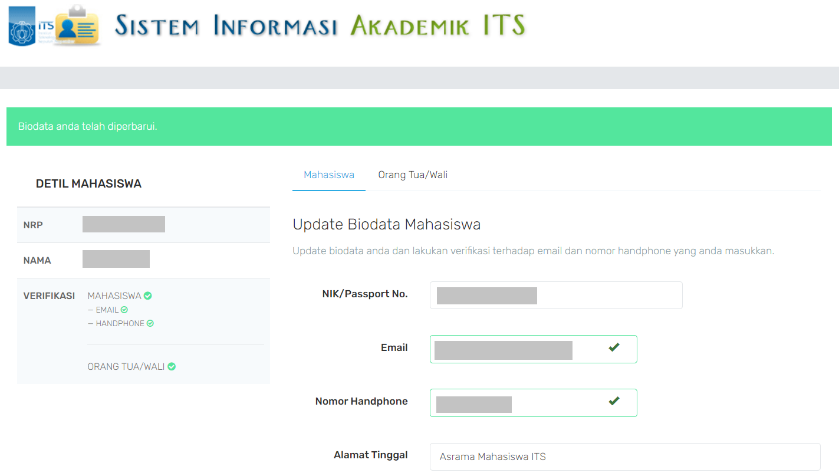 ITS
SISTEM INFORMASI AKADEMIK ITS
Biodata anda telah diperbarui.
DETIL MAHASISWA
NRP
NAMA
VERIFIKASI
MAHASISWA
— EMAIL
— HANDPHONE
ORANG TUA/WALI
Mahasiswa
Orang Tua/Wali
Update Biodata Mahasiswa
Update biodata anda dan lakukan verifikasi terhadap email dan nomor handphone yang anda masukkan.
NIK/Passport No.
Email
Nomor Handphone
Alamat Tinggal
Asrama Mahasiswa ITS